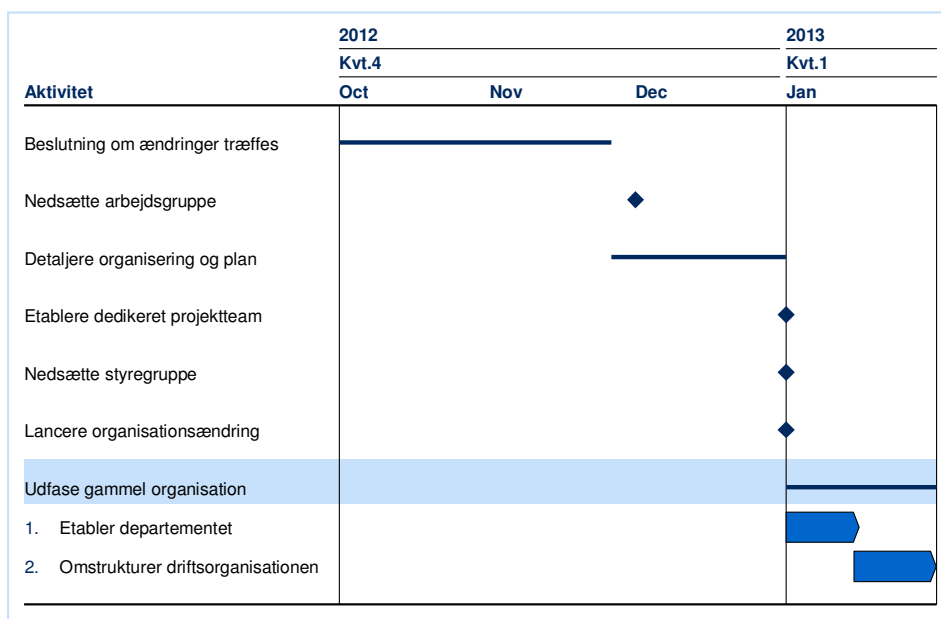 2012 2013
Kvt.4 Kvt.1
Aktivitet Oct Nov Dec Jan
Beslutning om ændringer træffes
Nedsætte arbejdsgruppe
Detaljere organisering og plan
Etablere dedikeret projektteam
Nedsætte styregruppe
Lancere organisationsændring
Udfase gammel organisation
1. Etabler departementet
2. Omstrukturer driftsorganisationen